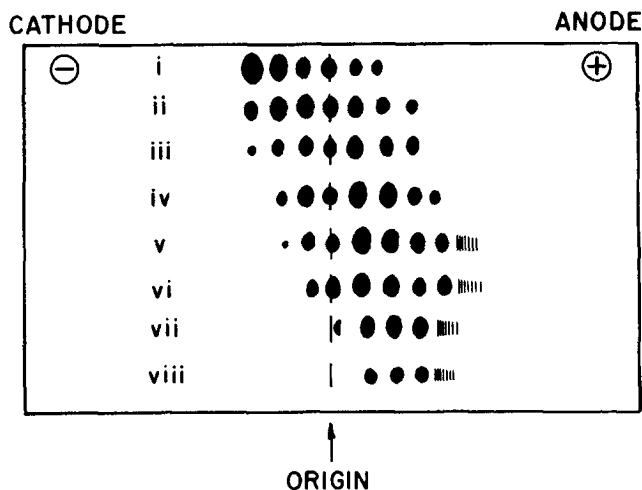 CATHODE ANODE
⊖ i ⊕
ii
iii
iv
v
vi
vii
viii
ORIGIN